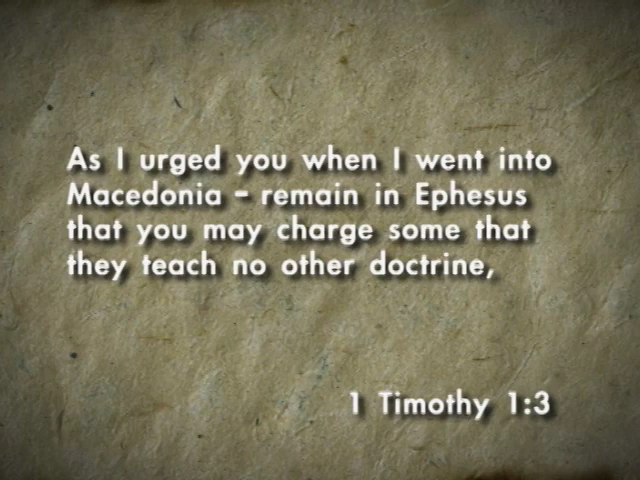 As I urged you when I went into
Macedonia - remain in Ephesus
that you may charge some that
they teach no other doctrine,
1 Timothy 1:3